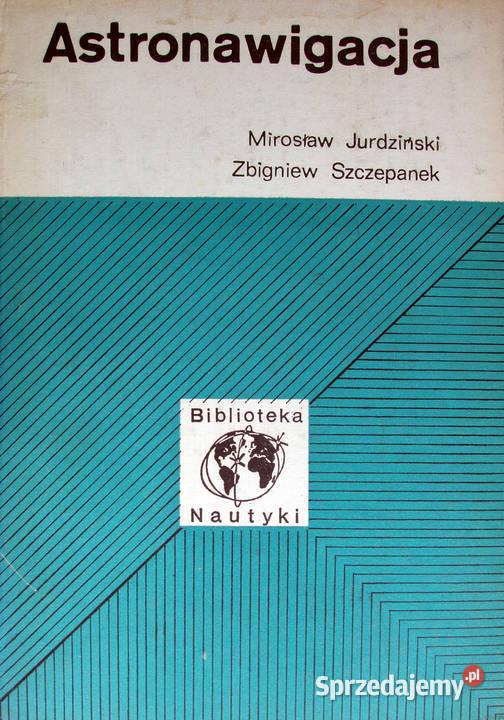 Astronawigacja
Mirosław Jurdziński
Zbigniew Szczepanek
Biblioteka
Nautyki
Sprzedajemy.pl